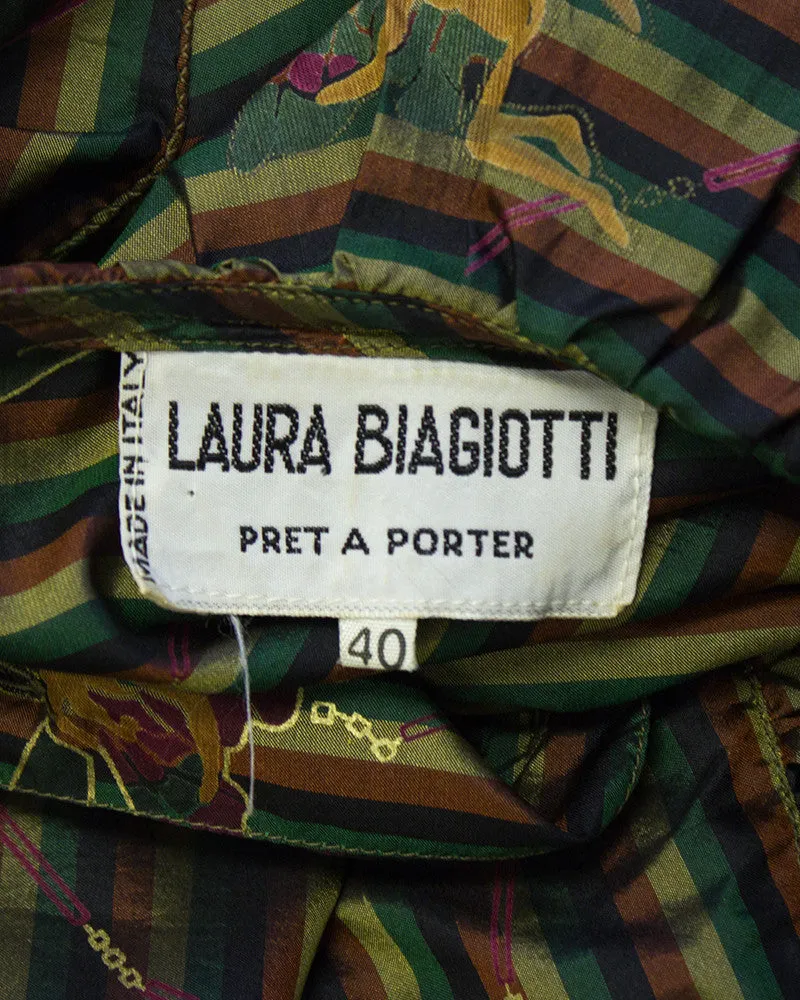 MADE IN ITALY
LAURA BIAGIOTTI
PRET A PORTER
40